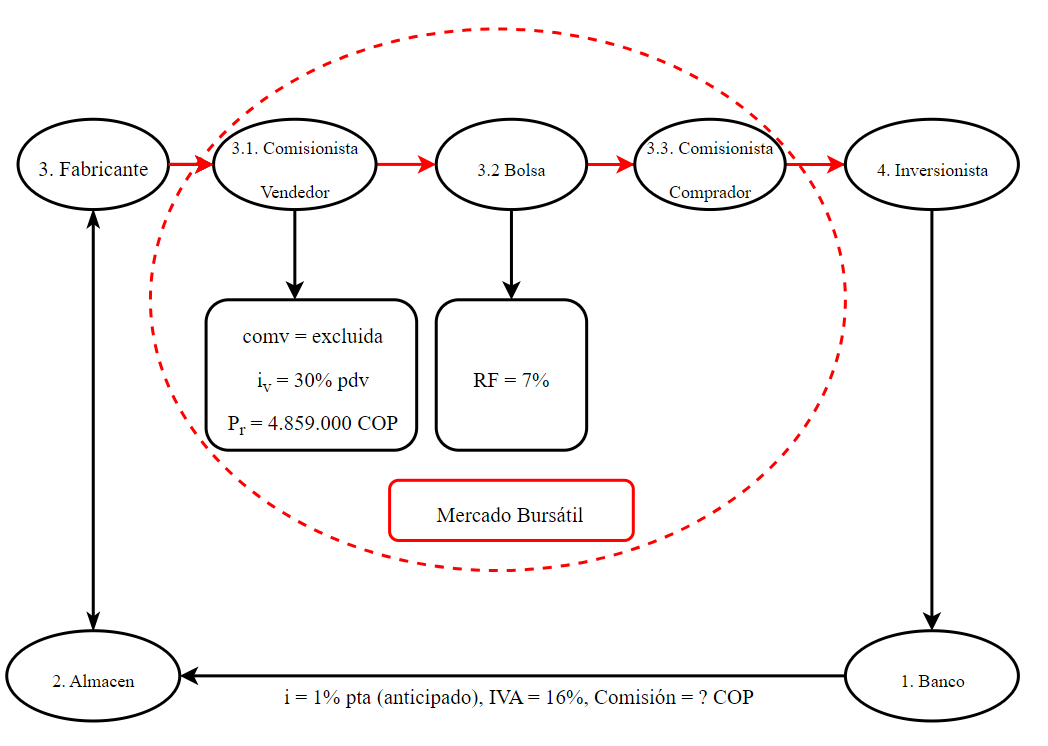 3. Fabricante
3.1. Comisionista
Vendedor
3.2 Bolsa
3.3. Comisionista
Comprador
4. Inversionista
comv = excluida
i_v = 30% pdv
P_r = 4.859.000 COP
RF = 7%
Mercado Bursátil
2. Almacen
i = 1% pta (anticipado), IVA = 16%, Comisión = ? COP
1. Banco